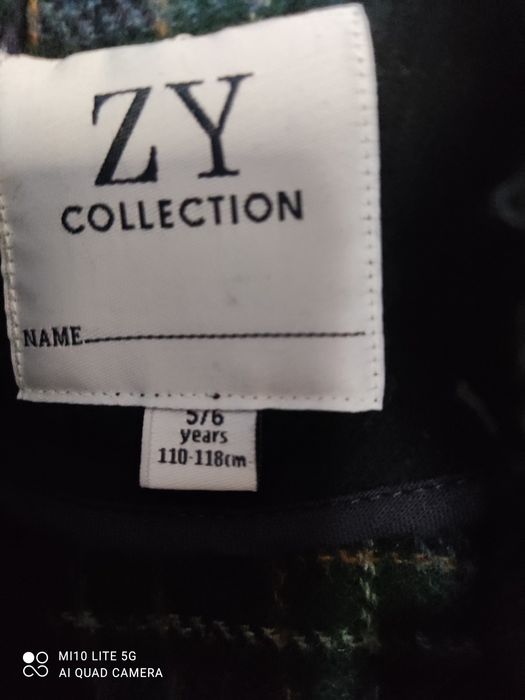 ZY
COLLECTION
NAME
5/6
years
110-118cm
MI10 LITE 5G
AI QUAD CAMERA